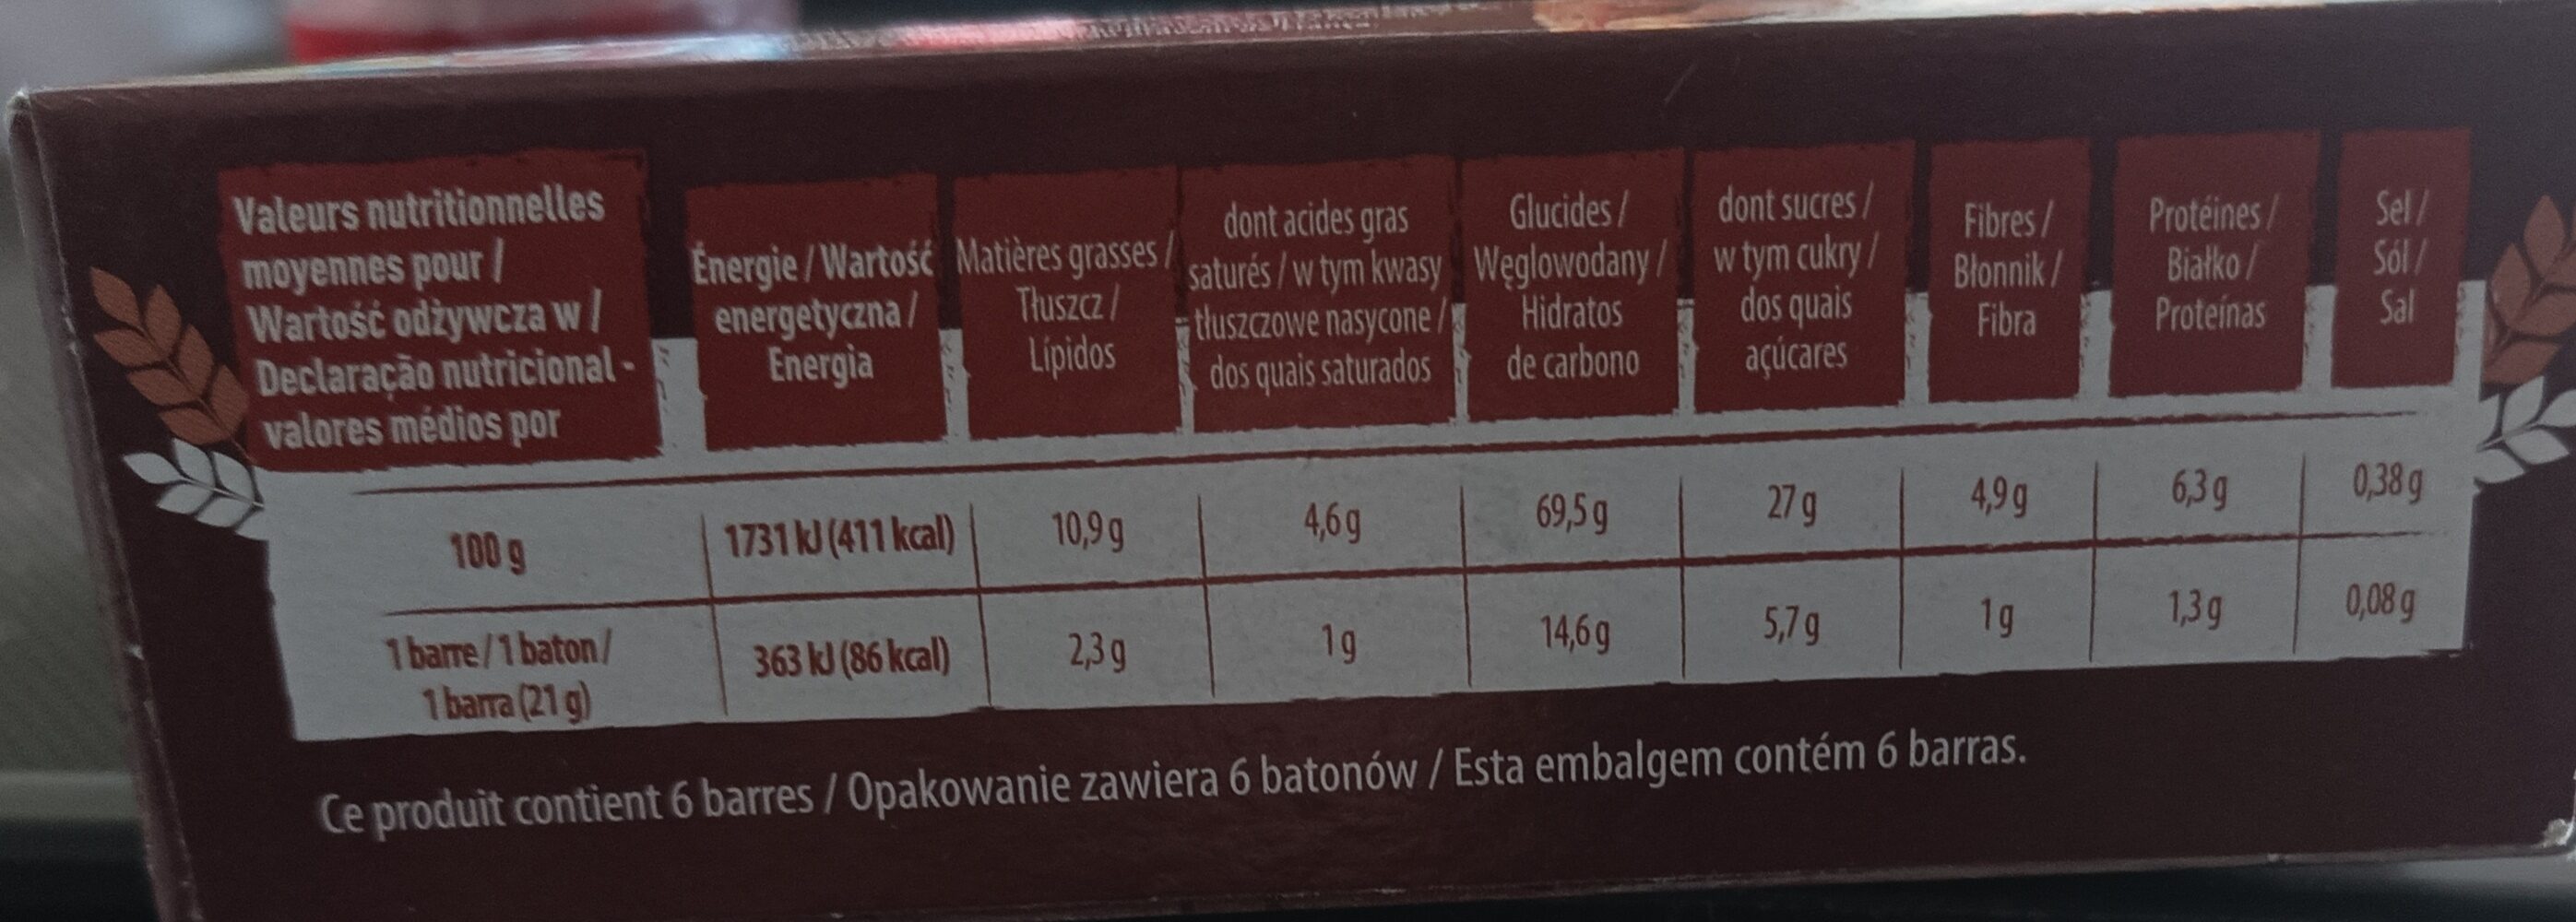 Valeurs nutritionnelles
moyennes pour /
Wartość odżywcza w /
Declaração nutricional -
valores médios por
Énergie / Wartość
energetyczna /
Energia
Matières grasses /
Tłuszcz /
Lípidos
dont acides gras
saturés / w tym kwasy
tłuszczowe nasycone /
dos quais saturados
Glucides /
Węglowodany /
Hidratos
de carbono
dont sucres /
w tym cukry /
dos quais
açúcares
Fibres /
Błonnik /
Fibra
Protéines /
Białko /
Proteínas
Sel /
Sól /
Sal
100 g 1731 kJ (411 kcal) 10,9 g 4,6 g 69,5 g 27 g 4,9 g 6,3 g 0,38 g
1 barre / 1 baton /
1 barra (21 g) 363 kJ (86 kcal) 2,3 g 1 g 14,6 g 5,7 g 1 g 1,3 g 0,08 g
Ce produit contient 6 barres / Opakowanie zawiera 6 batonów / Esta embalgem contém 6 barras.